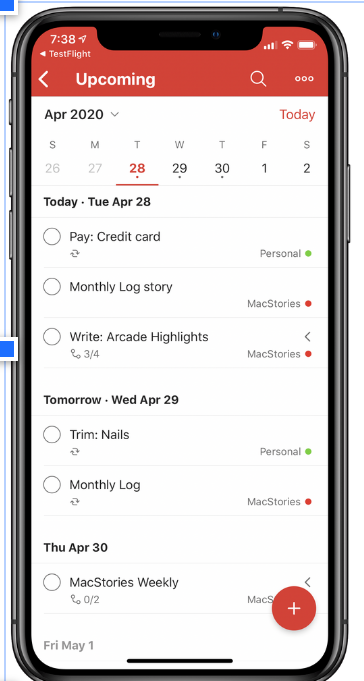 7:38
TestFlight
Upcoming
Apr 2020
Today
S M T W T F S
26 27 28 29 30 1 2
Today · Tue Apr 28
Pay: Credit card
Personal
Monthly Log story
MacStories
Write: Arcade Highlights
3/4 MacStories
Tomorrow · Wed Apr 29
Trim: Nails
Personal
Monthly Log
MacStories
Thu Apr 30
MacStories Weekly
0/2 MacS
Fri May 1